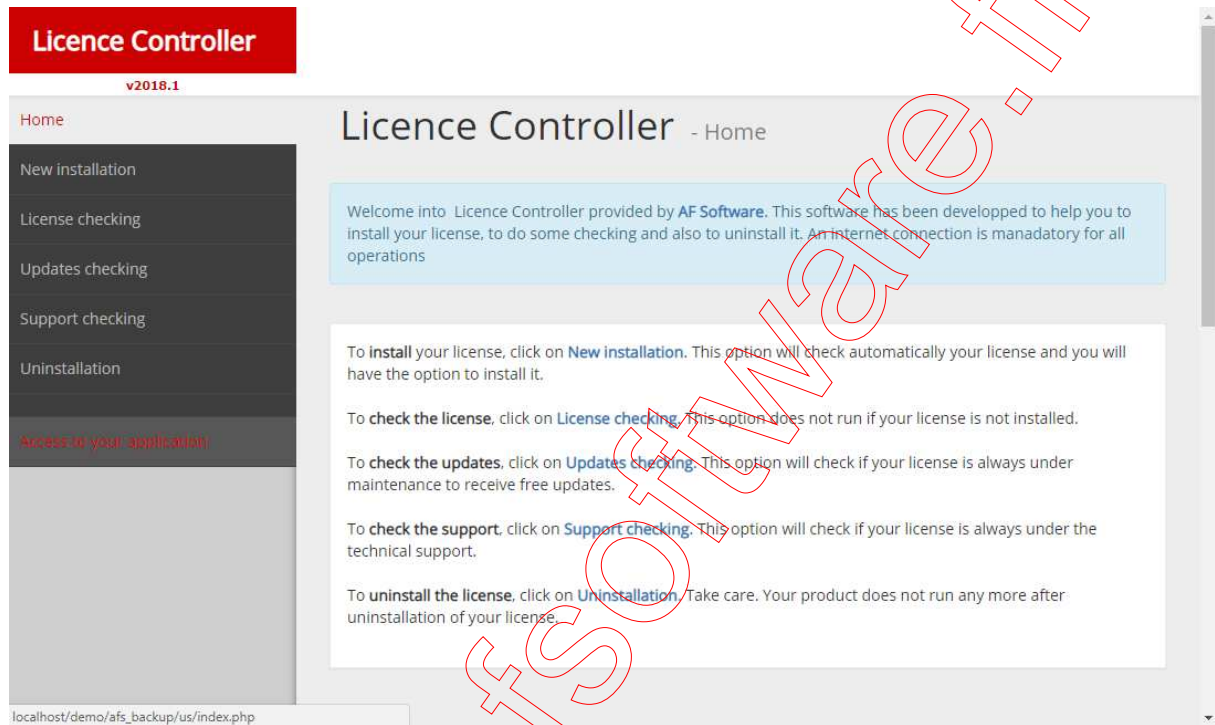 Licence Controller
v2018.1
Home
New installation
License checking
Updates checking
Support checking
Uninstallation
Access to your application
Licence Controller - Home
Welcome into Licence Controller provided by AF Software. This software has been developped to help you to
install your license, to do some checking and also to uninstall it. An internet connection is manadatory for all
operations
To install your license, click on New installation. This option will check automatically your license and you will
have the option to install it.
To check the license, click on License checking. This option does not run if your license is not installed.
To check the updates, click on Updates checking. This option will check if your license is always under
maintenance to receive free updates.
To check the support, click on Support checking. This option will check if your license is always under the
technical support.
To uninstall the license, click on Uninstallation. Take care. Your product does not run any more after
uninstallation of your license.
localhost/demo/afs_backup/us/index.php
fsoftware.f